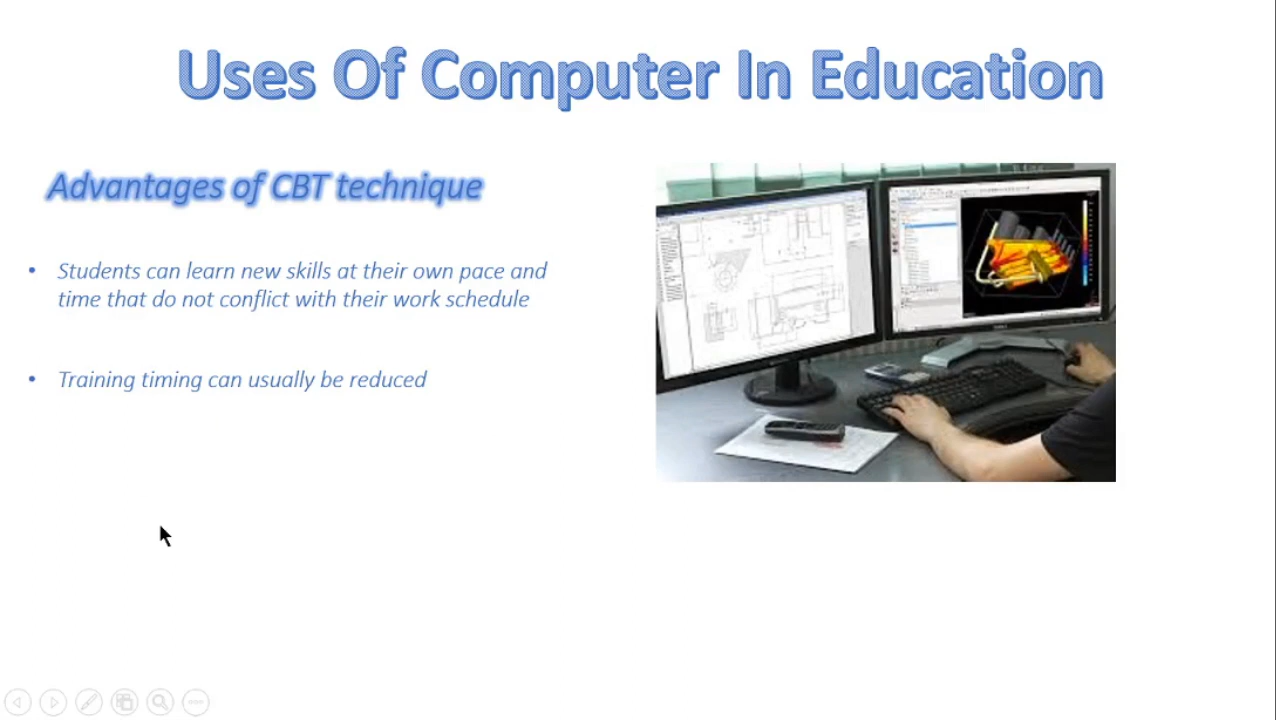 Uses Of Computer In Education
Advantages of CBT technique
• Students can learn new skills at their own pace and
time that do not conflict with their work schedule
• Training timing can usually be reduced